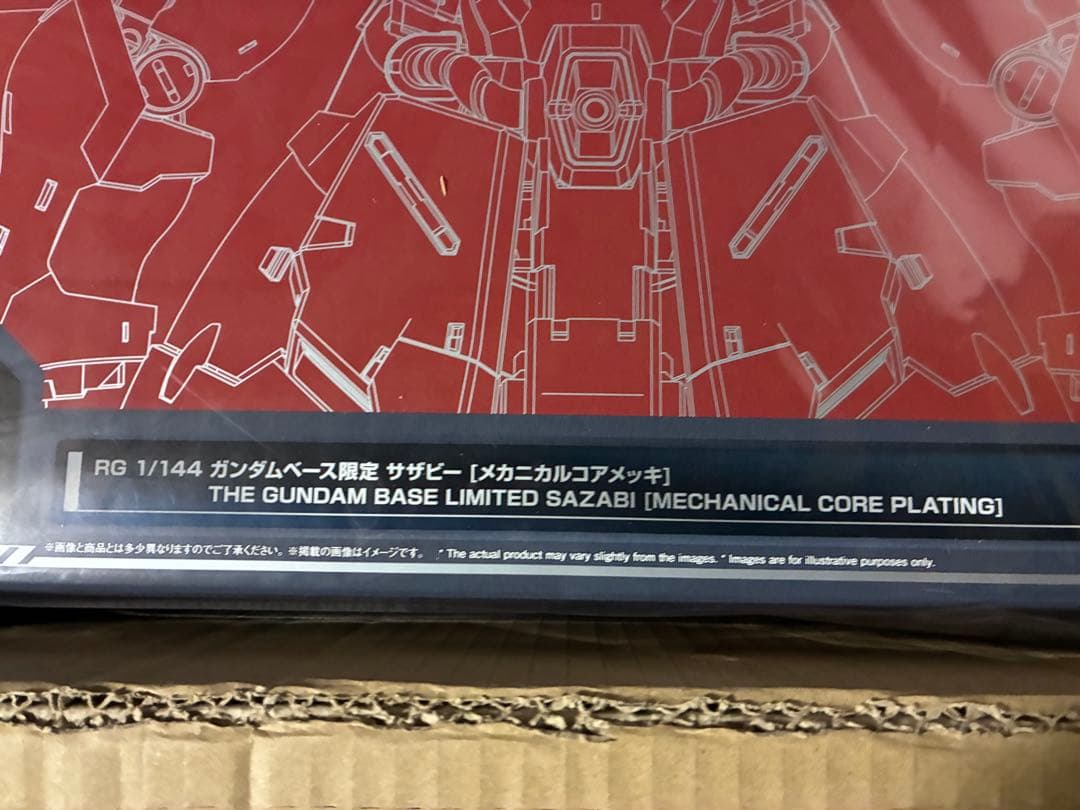 RG 1/144 ガンダムベース限定 サザビー [メカニカルコアメッキ]
THE GUNDAM BASE LIMITED SAZABI [MECHANICAL CORE PLATING]
※画像と商品とは多少異なりますのでご了承ください。※掲載の画像はイメージです。 * The actual product may vary slightly from the images. * Images are for illustrative purposes only.